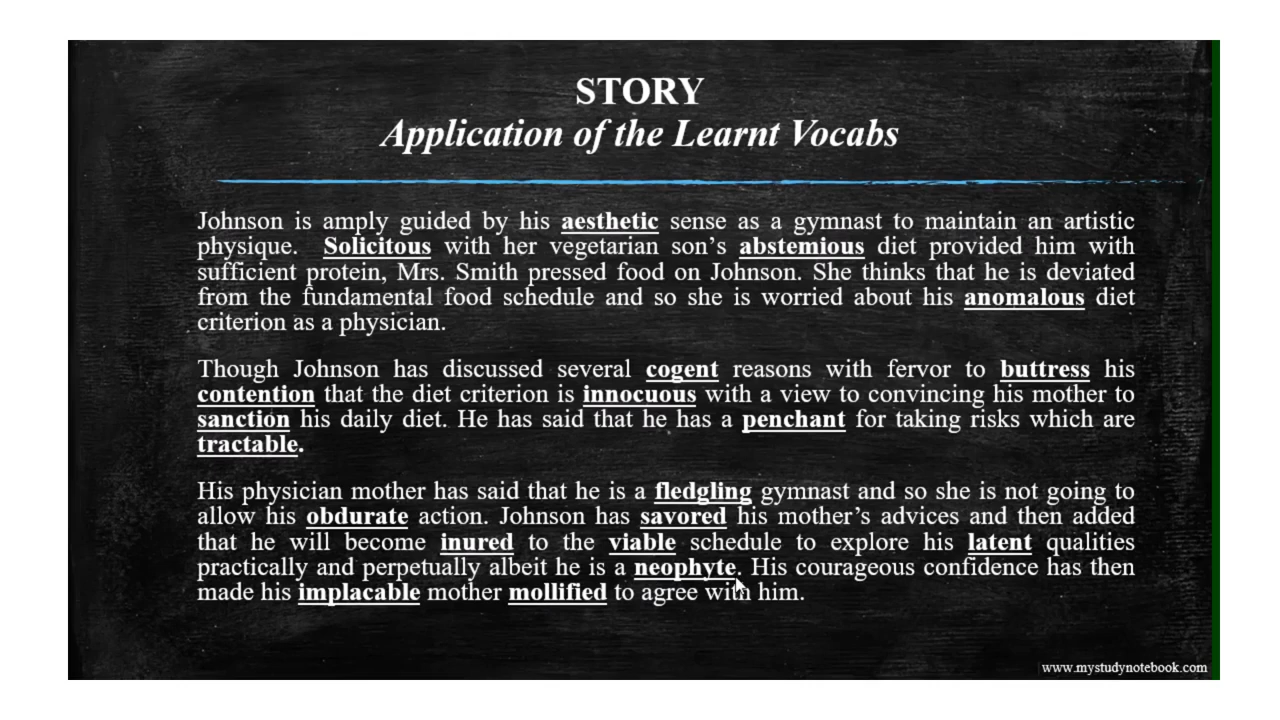 STORY
Application of the Learnt Vocabs
Johnson is amply guided by his aesthetic sense as a gymnast to maintain an artistic
physique. Solicitous with her vegetarian son’s abstemious diet provided him with
sufficient protein, Mrs. Smith pressed food on Johnson. She thinks that he is deviated
from the fundamental food schedule and so she is worried about his anomalous diet
criterion as a physician.
Though Johnson has discussed several cogent reasons with fervor to buttress his
contention that the diet criterion is innocuous with a view to convincing his mother to
sanction his daily diet. He has said that he has a penchant for taking risks which are
tractable.
His physician mother has said that he is a fledgling gymnast and so she is not going to
allow his obdurate action. Johnson has savored his mother’s advices and then added
that he will become inured to the viable schedule to explore his latent qualities
practically and perpetually albeit he is a neophyte. His courageous confidence has then
made his implacable mother mollified to agree with him.
www.mystudynotebook.com